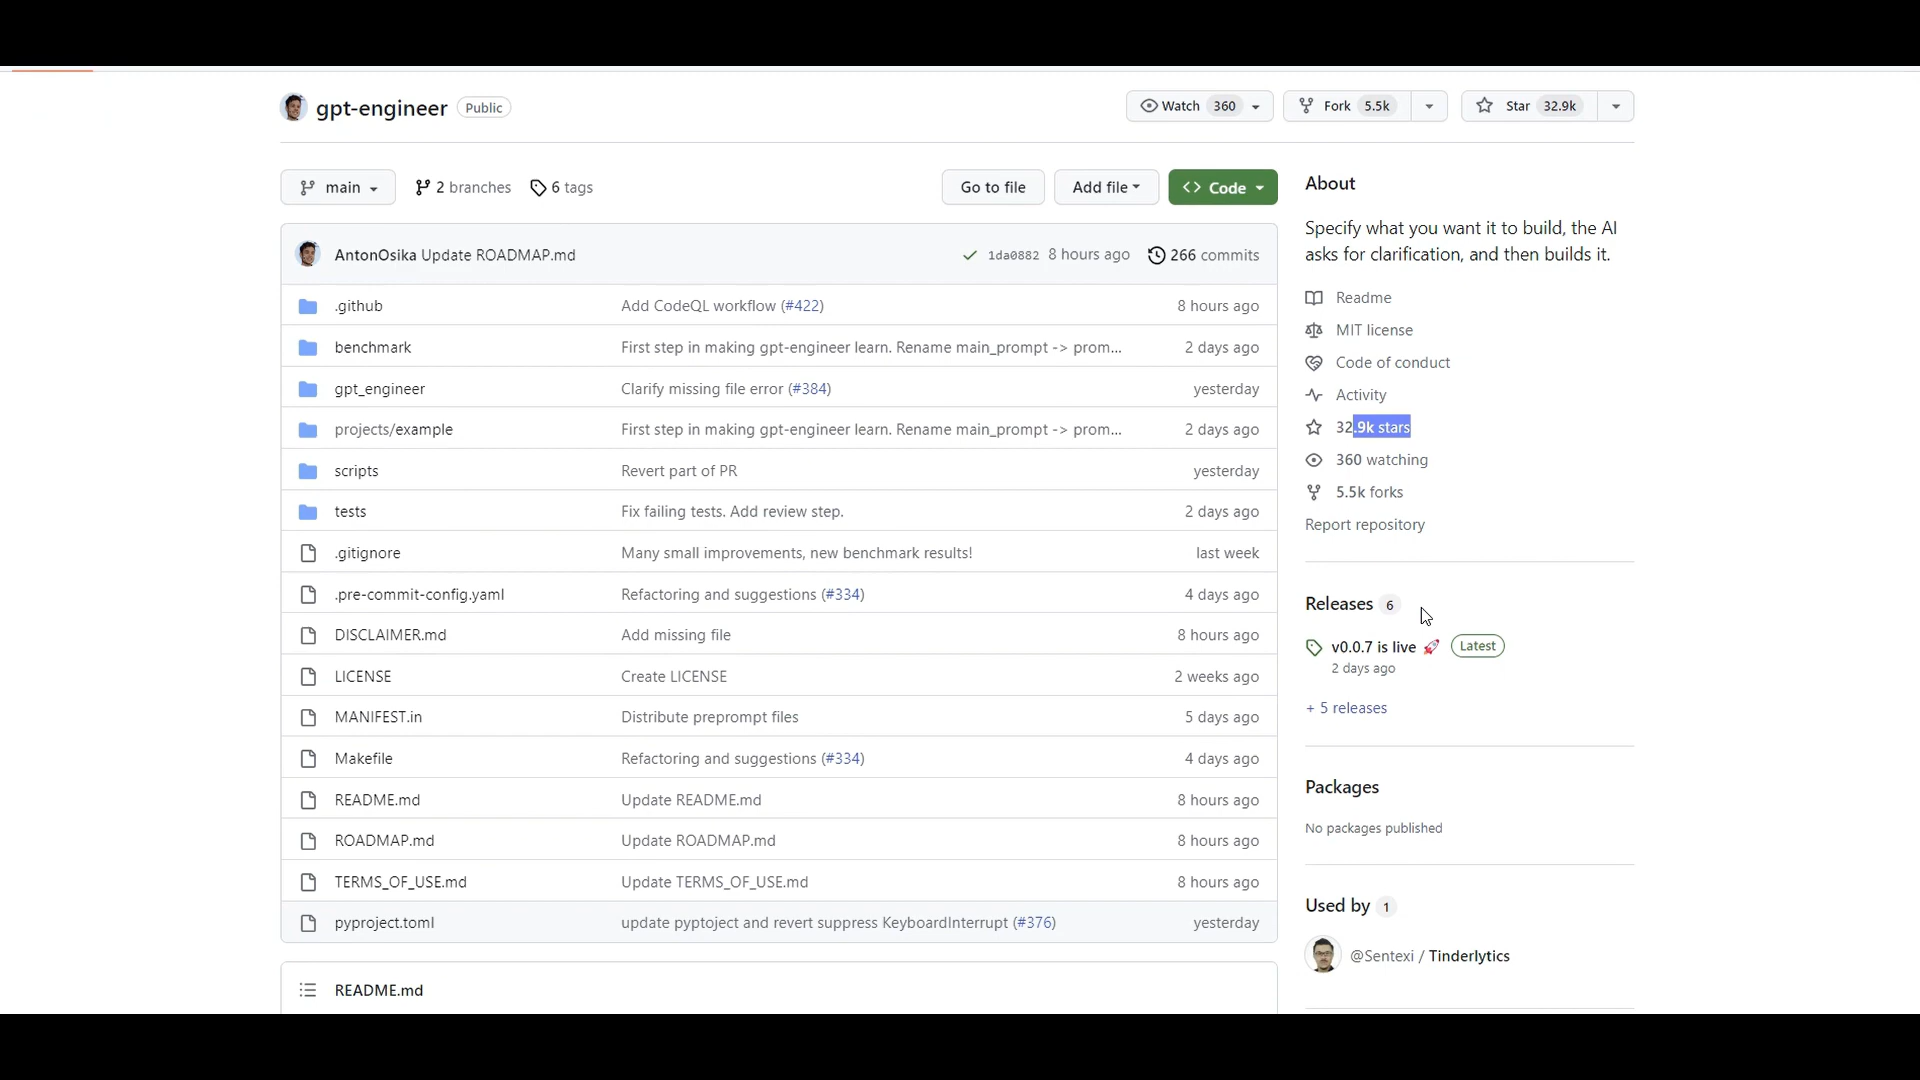 gpt-engineer Public Watch 360 Fork 5.5k Star 32.9k
main 2 branches 6 tags Go to file Add file Code
AntonOsika Update ROADMAP.md 1da0882 8 hours ago 266 commits
.github Add CodeQL workflow (#422) 8 hours ago
benchmark First step in making gpt-engineer learn. Rename main_prompt -> prom... 2 days ago
gpt_engineer Clarify missing file error (#384) yesterday
projects/example First step in making gpt-engineer learn. Rename main_prompt -> prom... 2 days ago
scripts Revert part of PR yesterday
tests Fix failing tests. Add review step. 2 days ago
.gitignore Many small improvements, new benchmark results! last week
.pre-commit-config.yaml Refactoring and suggestions (#334) 4 days ago
DISCLAIMER.md Add missing file 8 hours ago
LICENSE Create LICENSE 2 weeks ago
MANIFEST.in Distribute preprompt files 5 days ago
Makefile Refactoring and suggestions (#334) 4 days ago
README.md Update README.md 8 hours ago
ROADMAP.md Update ROADMAP.md 8 hours ago
TERMS_OF_USE.md Update TERMS_OF_USE.md 8 hours ago
pyproject.toml update pyptoject and revert suppress KeyboardInterrupt (#376) yesterday
README.md
About
Specify what you want it to build, the AI
asks for clarification, and then builds it.
Readme
MIT license
Code of conduct
Activity
32.9k stars
360 watching
5.5k forks
Report repository
Releases 6
v0.0.7 is live 🚀 Latest
2 days ago
+ 5 releases
Packages
No packages published
Used by 1
@Sentexi / Tinderlytics